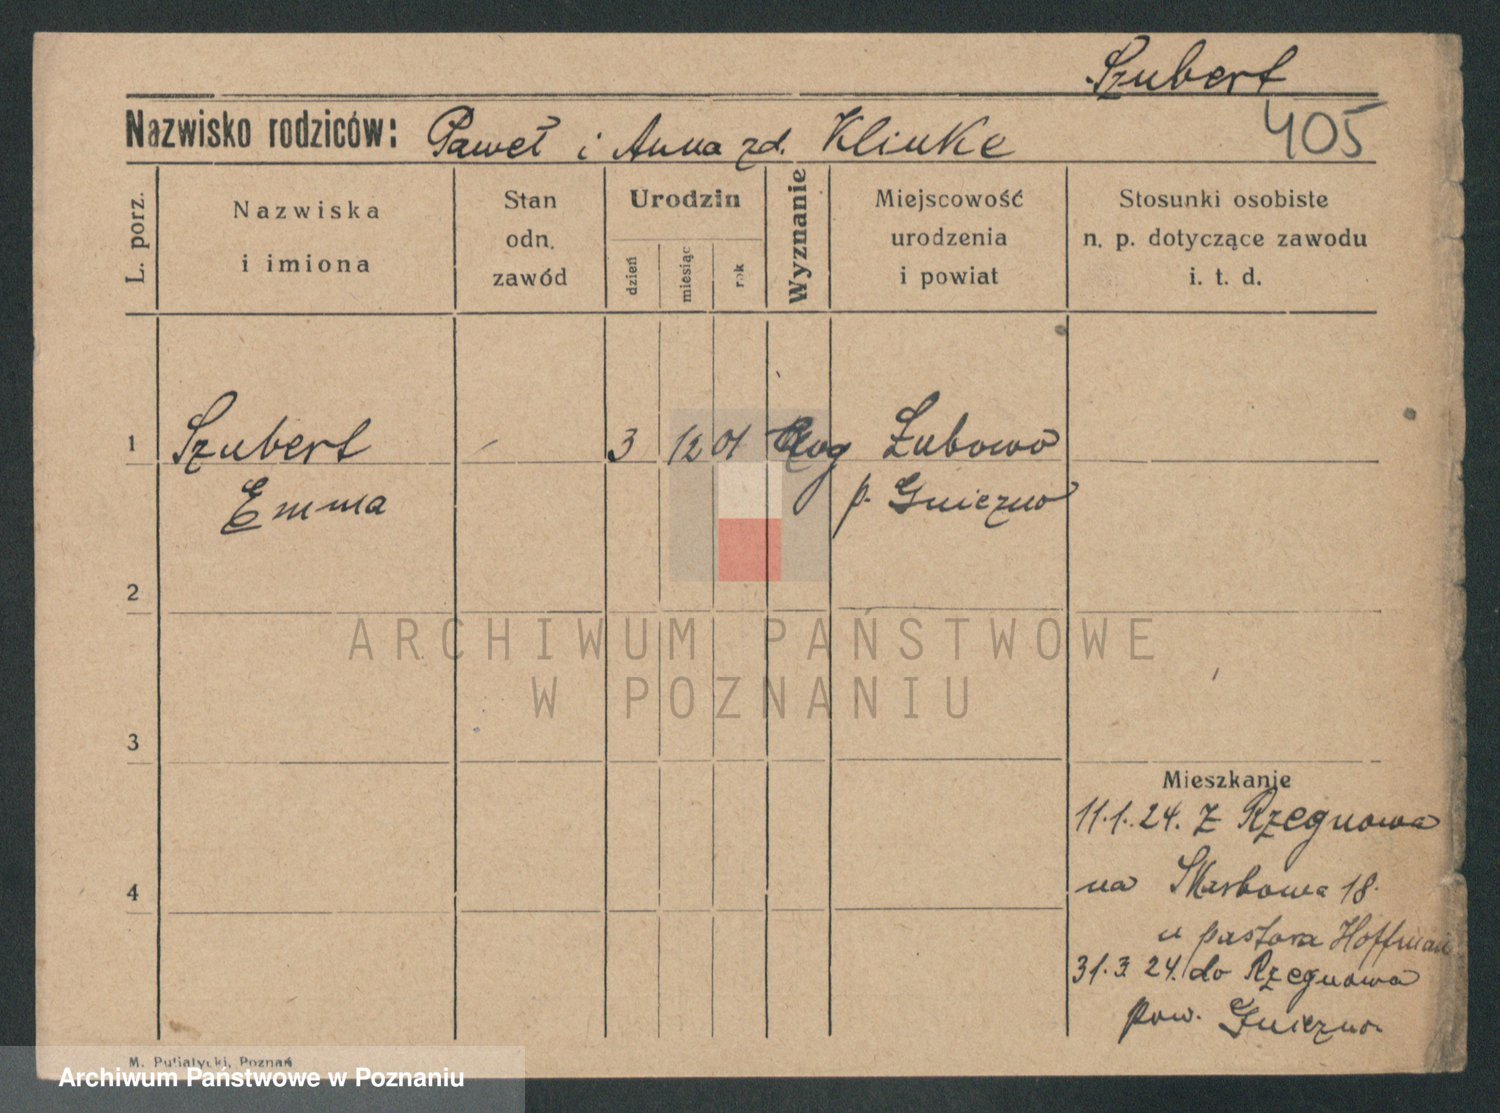 Szubert
Nazwisko rodziców: Paweł i Anna zd. Klinke 405
L. porz.
Nazwiska
i imiona
Stan
odn.
zawód
Urodzin
dzień
miesiąc
rok
Wyznanie
Miejscowość
urodzenia
i powiat
Stosunki osobiste
n. p. dotyczące zawodu
i. t. d.
1 Szubert - 3 12 01 Łubowo
Emma p. Gniezno
2
ARCHIWUM PAŃSTWOWE
W POZNANIU
3
Mieszkanie
11.1.24. Z Rzegnowa
4 na Skarbowa 18.
u pastora Hoffman
31.3.24. do Rzegnowa
pow. Gniezno.
M. Putiatycki, Poznań
Archiwum Państwowe w Poznaniu